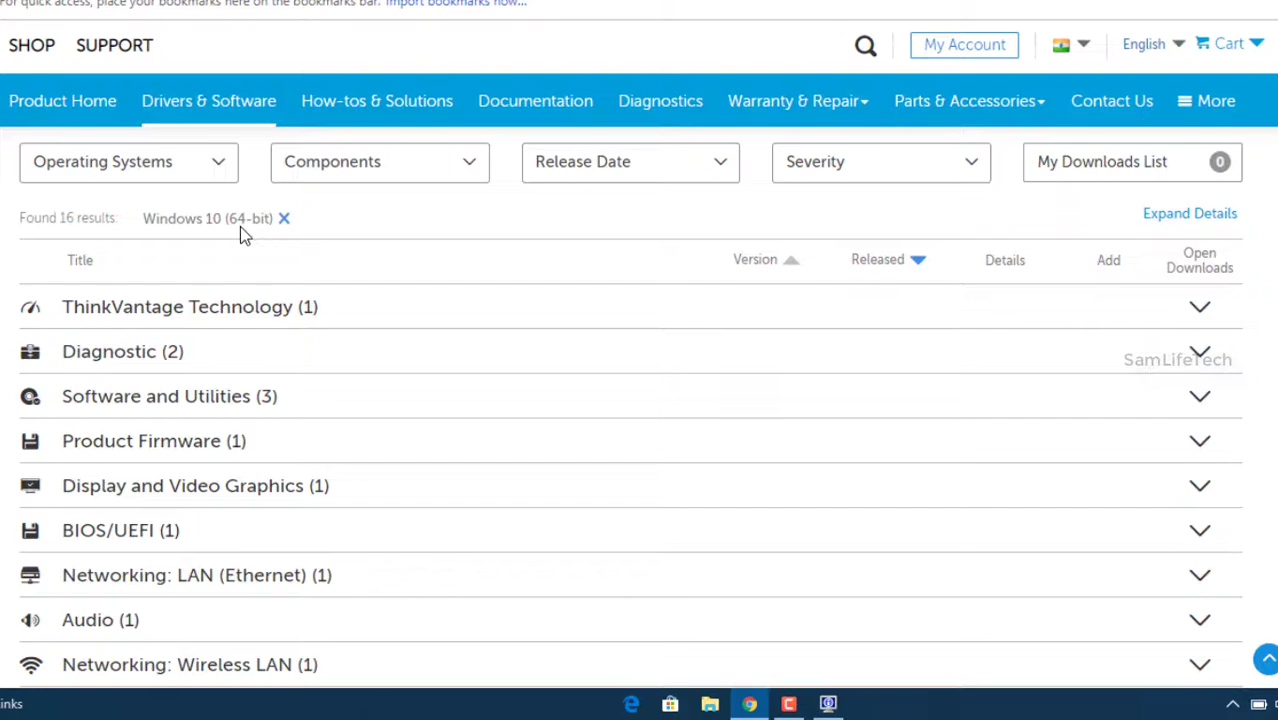 For quick access, place your bookmarks here on the bookmarks bar. Import bookmarks now...
SHOP SUPPORT My Account English Cart
Product Home Drivers & Software How-tos & Solutions Documentation Diagnostics Warranty & Repair Parts & Accessories Contact Us More
Operating Systems Components Release Date Severity My Downloads List 0
Found 16 results: Windows 10 (64-bit) Expand Details
Title Version Released Details Add Open Downloads
ThinkVantage Technology (1)
Diagnostic (2)
SamLifeTech
Software and Utilities (3)
Product Firmware (1)
Display and Video Graphics (1)
BIOS/UEFI (1)
Networking: LAN (Ethernet) (1)
Audio (1)
Networking: Wireless LAN (1)
inks